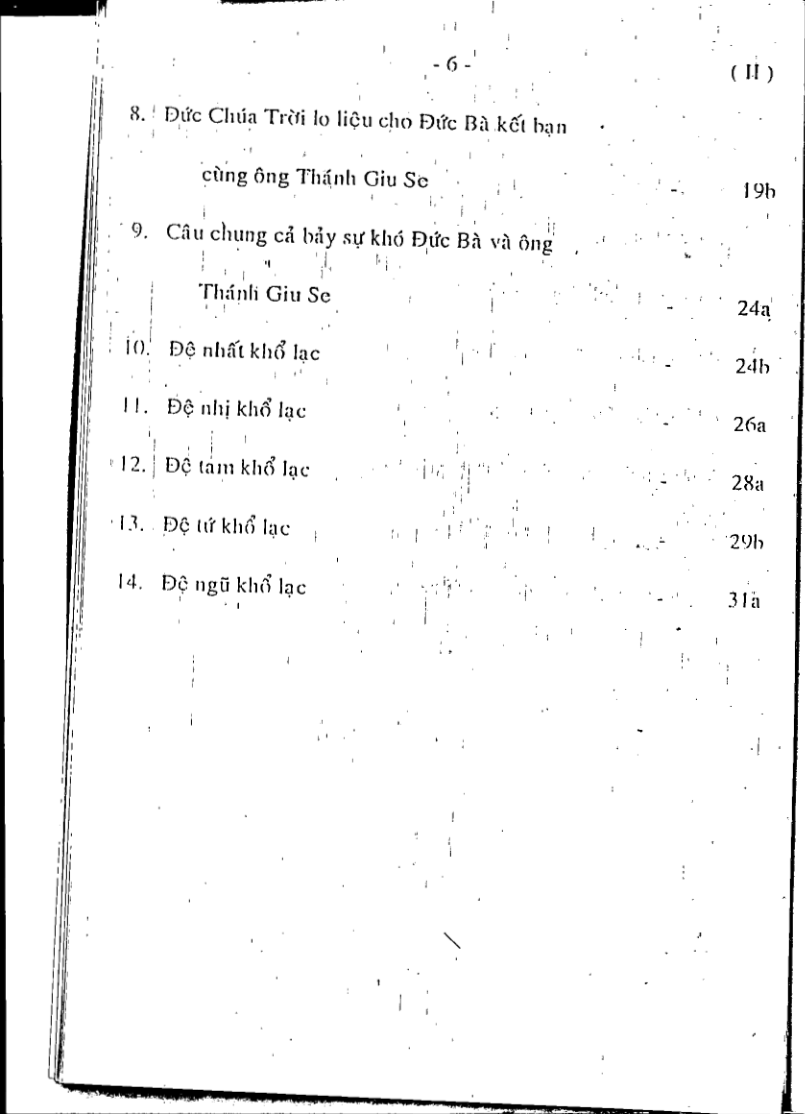 - 6 -
( II )
8. Đức Chúa Trời lo liệu cho Đức Bà kết bạn
cùng ông Thánh Giu Se - 19b
9. Câu chung cả bảy sự khó Đức Bà và ông
Thánh Giu Se - 24a
10. Đệ nhất khổ lạc - 24b
11. Đệ nhị khổ lạc - 26a
12. Đệ tam khổ lạc - 28a
13. Đệ tứ khổ lạc - 29b
14. Đệ ngũ khổ lạc - 31a